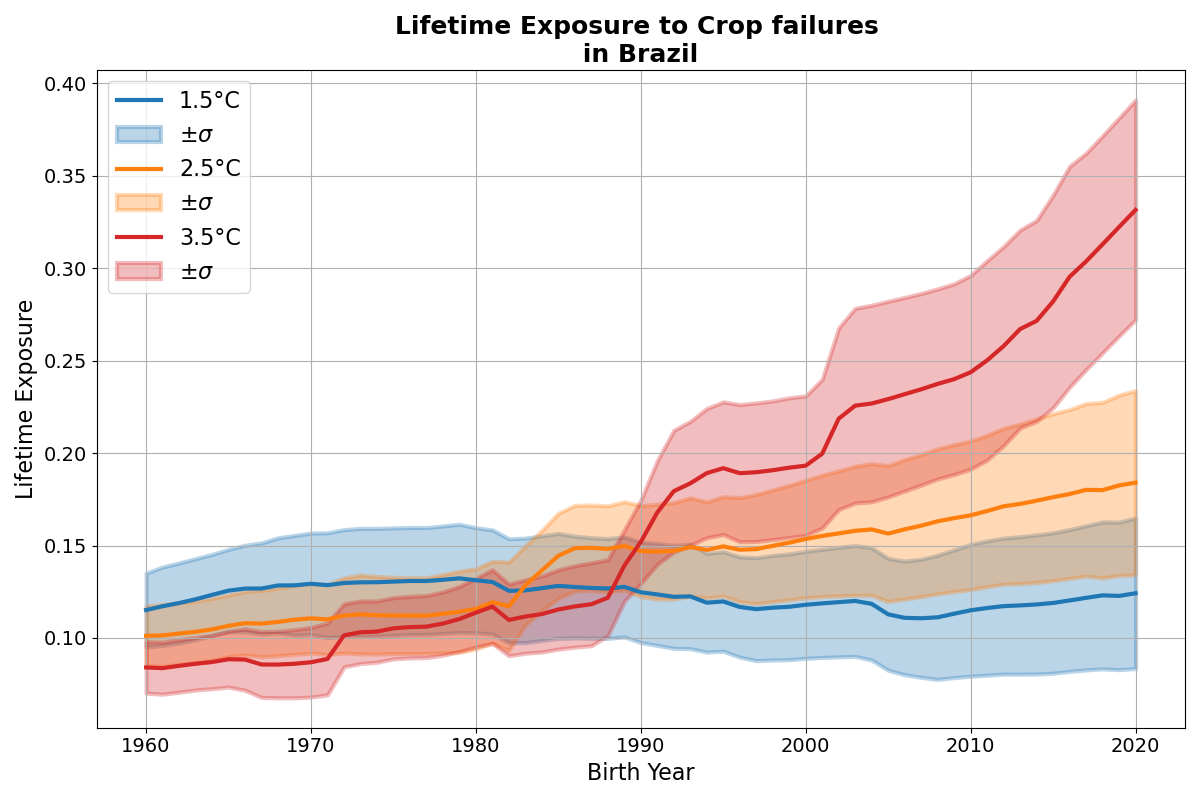 Lifetime Exposure to Crop failures
in Brazil
0.40
0.35
0.30
0.25
0.20
0.15
0.10
Lifetime Exposure
1.5°C
±σ
2.5°C
±σ
3.5°C
±σ
1960 1970 1980 1990 2000 2010 2020
Birth Year